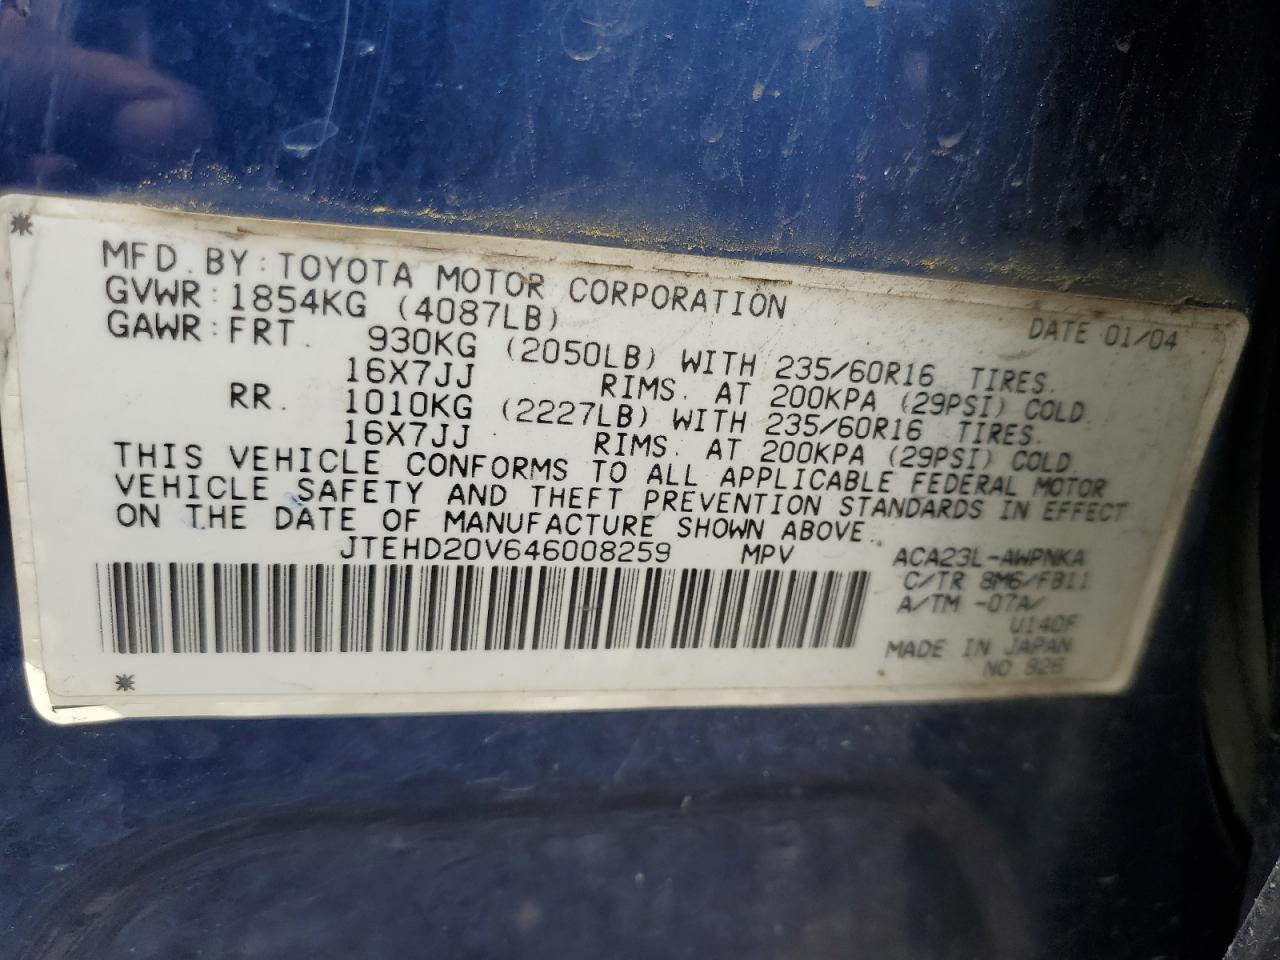 MFD. BY: TOYOTA MOTOR CORPORATION DATE 01/04
GVWR: 1854KG (4087LB)
GAWR: FRT. 930KG (2050LB) WITH 235/60R16 TIRES.
16X7JJ RIMS. AT 200KPA (29PSI) COLD.
RR. 1010KG (2227LB) WITH 235/60R16 TIRES.
16X7JJ RIMS. AT 200KPA (29PSI) COLD.
THIS VEHICLE CONFORMS TO ALL APPLICABLE FEDERAL MOTOR
VEHICLE SAFETY AND THEFT PREVENTION STANDARDS IN EFFECT
ON THE DATE OF MANUFACTURE SHOWN ABOVE.
JTEHD20V646008259 MPV ACA23L-AWPNKA
C/TR 8M6/FB11
A/TM -07A/
U140F
MADE IN JAPAN
NO 926